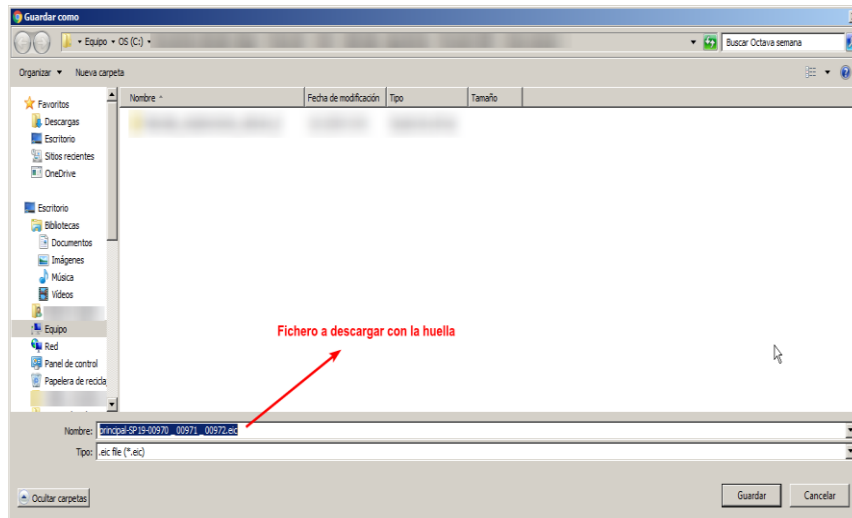 Guardar como
Equipo OS (C:)
Buscar Octava semana
Organizar Nueva carpeta
Nombre Fecha de modificación Tipo Tamaño
Favoritos
Descargas
Escritorio
Sitios recientes
OneDrive
Escritorio
Bibliotecas
Documentos
Imágenes
Música
Vídeos
Equipo
Red
Panel de control
Papelera de recicla
Fichero a descargar con la huella
Nombre: principal-SP19-00970__00971__00972.eic
Tipo: .eic file (*.eic)
Ocultar carpetas Guardar Cancelar